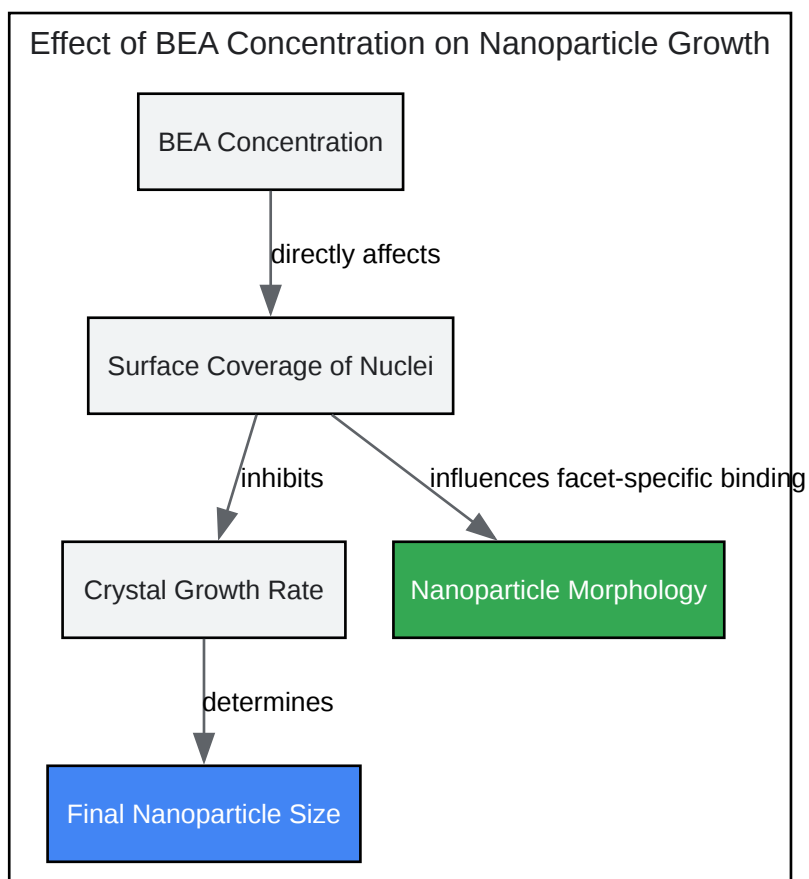 Effect of BEA Concentration on Nanoparticle Growth
BEA Concentration
directly affects
Surface Coverage of Nuclei
inhibits
influences facet-specific binding
Crystal Growth Rate
Nanoparticle Morphology
determines
Final Nanoparticle Size